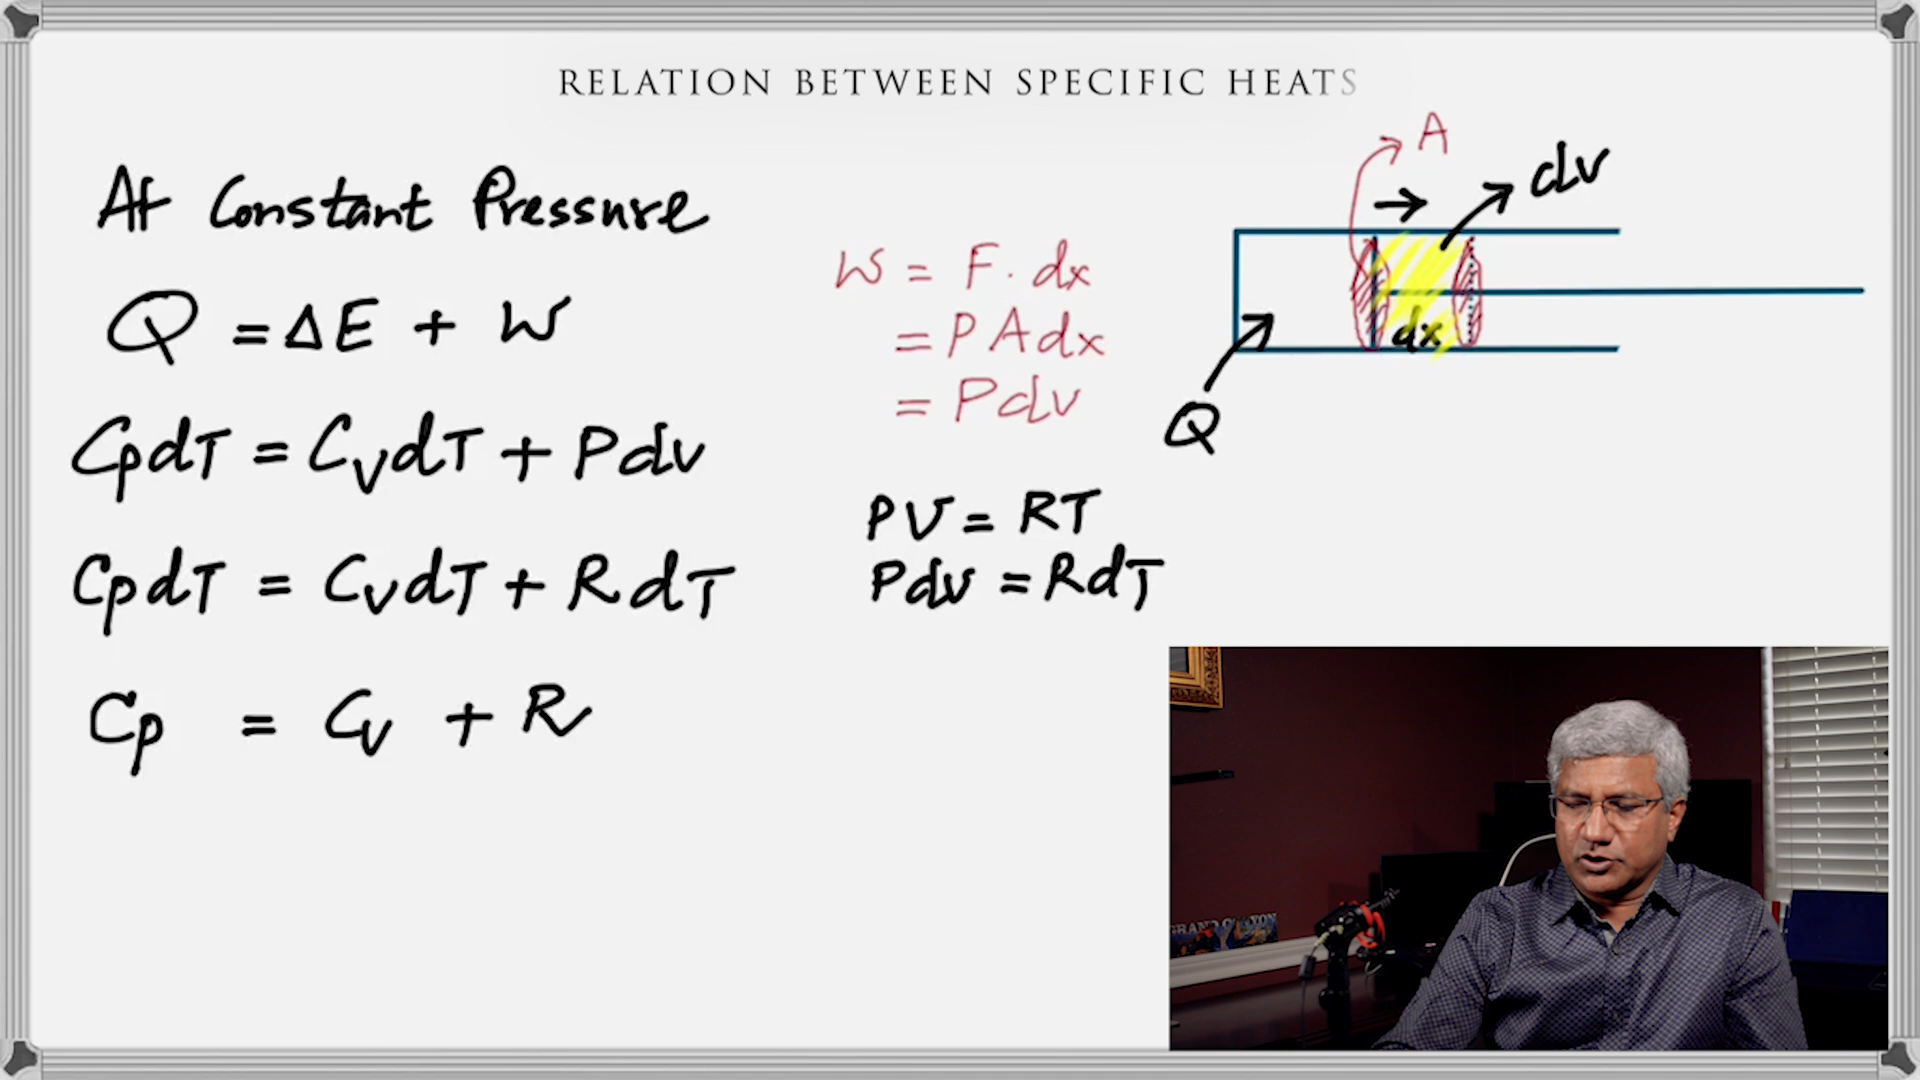 RELATION BETWEEN SPECIFIC HEATS
At Constant Pressure
Q = ΔE + W
CpdT = CvdT + Pdv
CpdT = CvdT + RdT
Cp = Cv + R
W = F. dx
= PAdx
= Pdv
PV = RT
Pdv = RdT
A
dv
dx
Q
GRAND CANYON